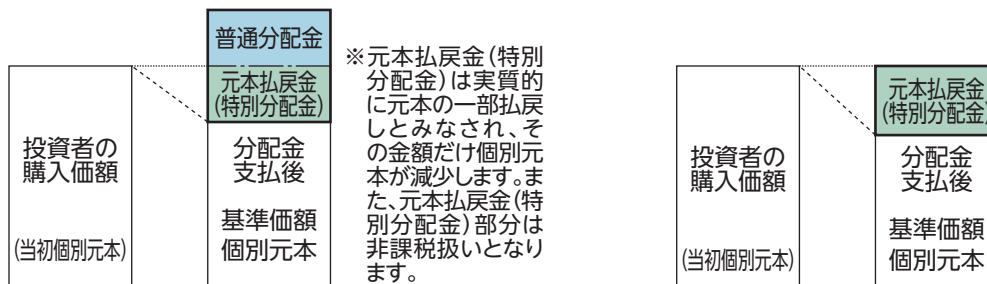 普通分配金
元本払戻金
(特別分配金)
投資者の
購入価額
(当初個別元本)
分配金
支払後
基準価額
個別元本
※元本払戻金(特別
分配金)は実質的
に元本の一部払戻
しとみなされ、そ
の金額だけ個別元
本が減少します。ま
た、元本払戻金(特
別分配金)部分は
非課税扱いとなり
ます。
投資者の
購入価額
(当初個別元本)
元本払戻金
(特別分配金)
分配金
支払後
基準価額
個別元本